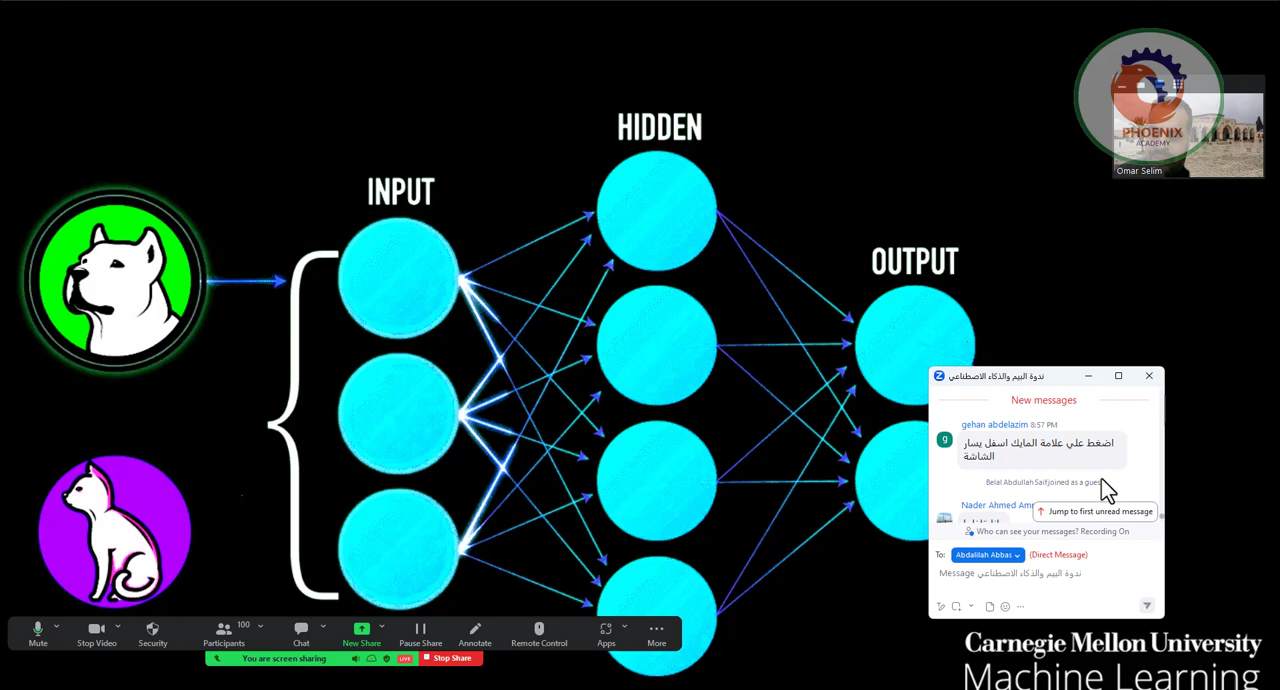 HIDDEN
INPUT
OUTPUT
PHOENIX
ACADEMY
Omar Selim
ندوة البيم والذكاء الاصطناعي
New messages
gehan abdelazim 8:57 PM
g
اضغط علي علامة المايك اسفل يسار
الشاشة
Belal Abdullah Saif joined as a gues
Nader Ahmed Amr
Jump to first unread message
Who can see your messages? Recording On
To: Abdalilah Abbas (Direct Message)
Message ندوة البيم والذكاء الاصطناعي
Mute
Stop Video
Security
Participants
100
Chat
New Share
Pause Share
Annotate
Remote Control
Apps
More
You are screen sharing
LIVE
Stop Share
Carnegie Mellon University
Machine Learning